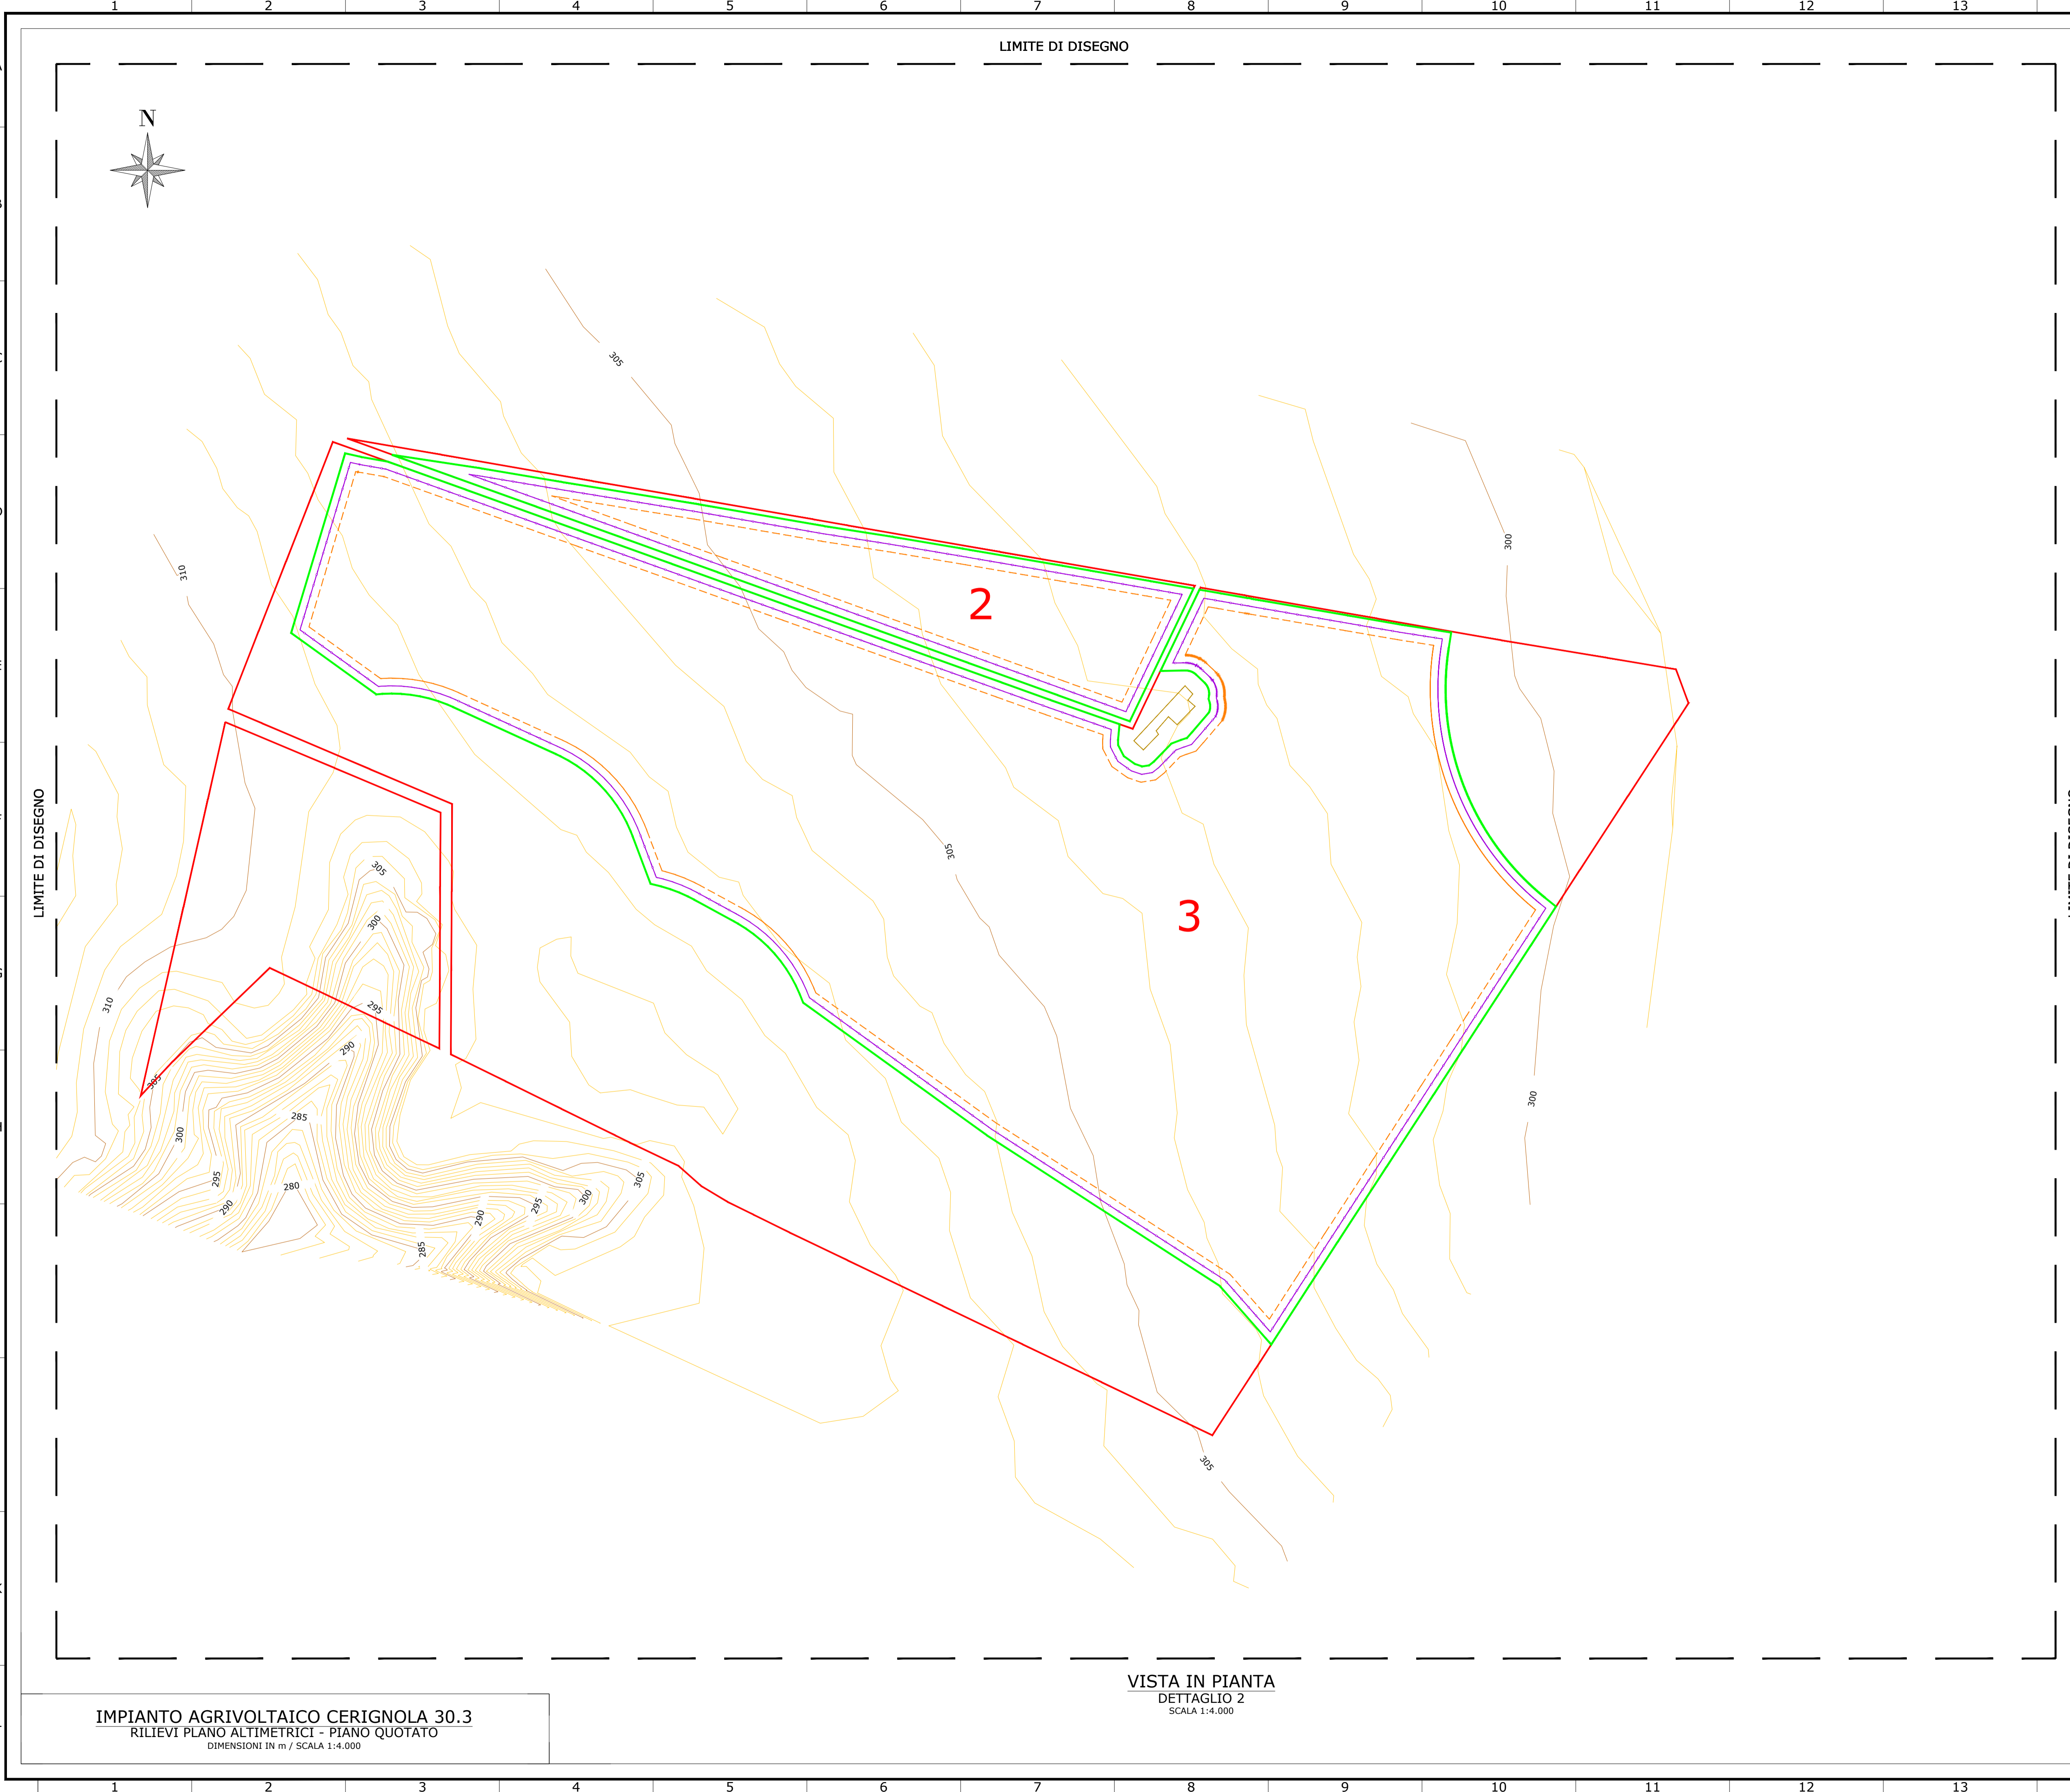 1 2 3 4 5 6 7 8 9 10 11 12 13
LIMITE DI DISEGNO
N
305
300
310
2
305
LIMITE DI DISEGNO
305
3
300
310
295
290
305
300
285
300
295
280
305
290
300
295
290
285
305
VISTA IN PIANTA
DETTAGLIO 2
SCALA 1:4.000
IMPIANTO AGRIVOLTAICO CERIGNOLA 30.3
RILIEVI PLANO ALTIMETRICI - PIANO QUOTATO
DIMENSIONI IN m / SCALA 1:4.000
1 2 3 4 5 6 7 8 9 10 11 12 13